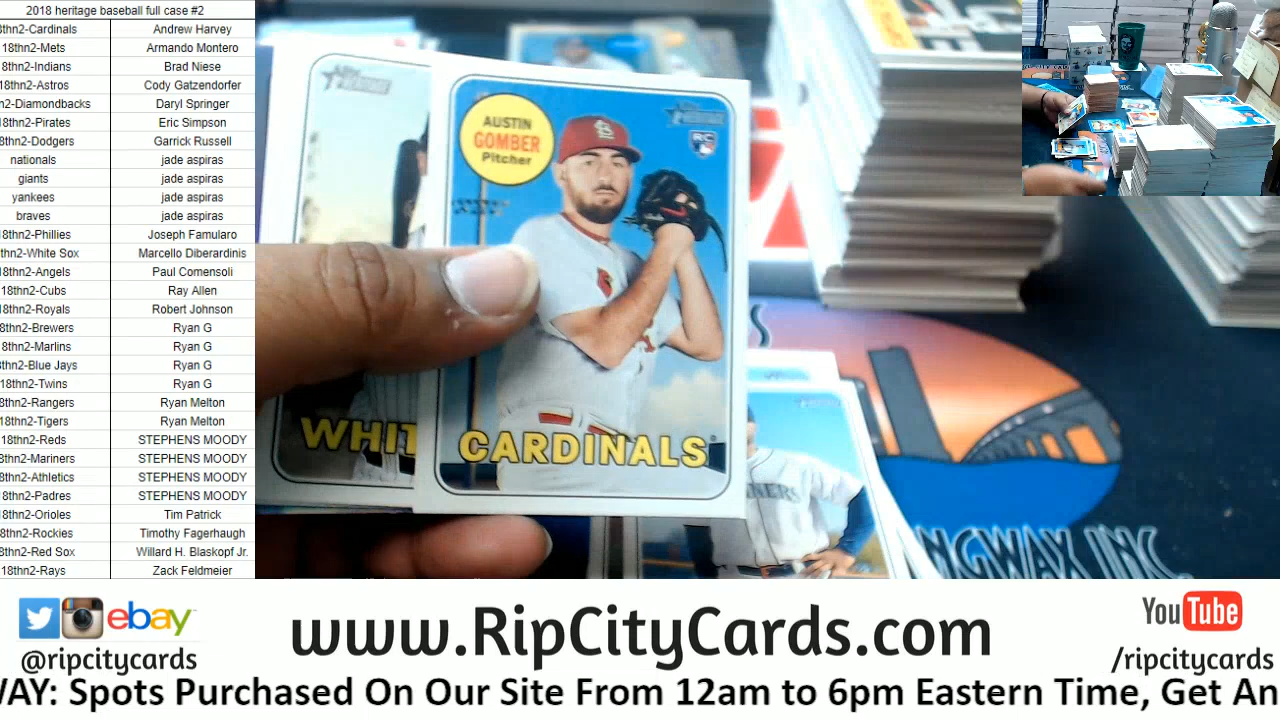 2018 heritage baseball full case #2
8thn2-Cardinals Andrew Harvey
18thn2-Mets Armando Montero
8thn2-Indians Brad Niese
18thn2-Astros Cody Gatzendorfer
n2-Diamondbacks Daryl Springer
18thn2-Pirates Eric Simpson
8thn2-Dodgers Garrick Russell
nationals jade aspiras
giants jade aspiras
yankees jade aspiras
braves jade aspiras
18thn2-Phillies Joseph Famularo
thn2-White Sox Marcello Diberardinis
18thn2-Angels Paul Comensoli
18thn2-Cubs Ray Allen
18thn2-Royals Robert Johnson
8thn2-Brewers Ryan G
18thn2-Marlins Ryan G
8thn2-Blue Jays Ryan G
18thn2-Twins Ryan G
8thn2-Rangers Ryan Melton
18thn2-Tigers Ryan Melton
18thn2-Reds STEPHENS MOODY
8thn2-Mariners STEPHENS MOODY
8thn2-Athletics STEPHENS MOODY
18thn2-Padres STEPHENS MOODY
18thn2-Orioles Tim Patrick
8thn2-Rockies Timothy Fagerhaugh
8thn2-Red Sox Willard H. Blaskopf Jr.
18thn2-Rays Zack Feldmeier
AUSTIN
GOMBER
Pitcher
Heritage
RC
WHIT
CARDINALS
NGWAX INC
ebay
@ripcitycards
www.RipCityCards.com
YouTube
/ripcitycards
WAY: Spots Purchased On Our Site From 12am to 6pm Eastern Time, Get An